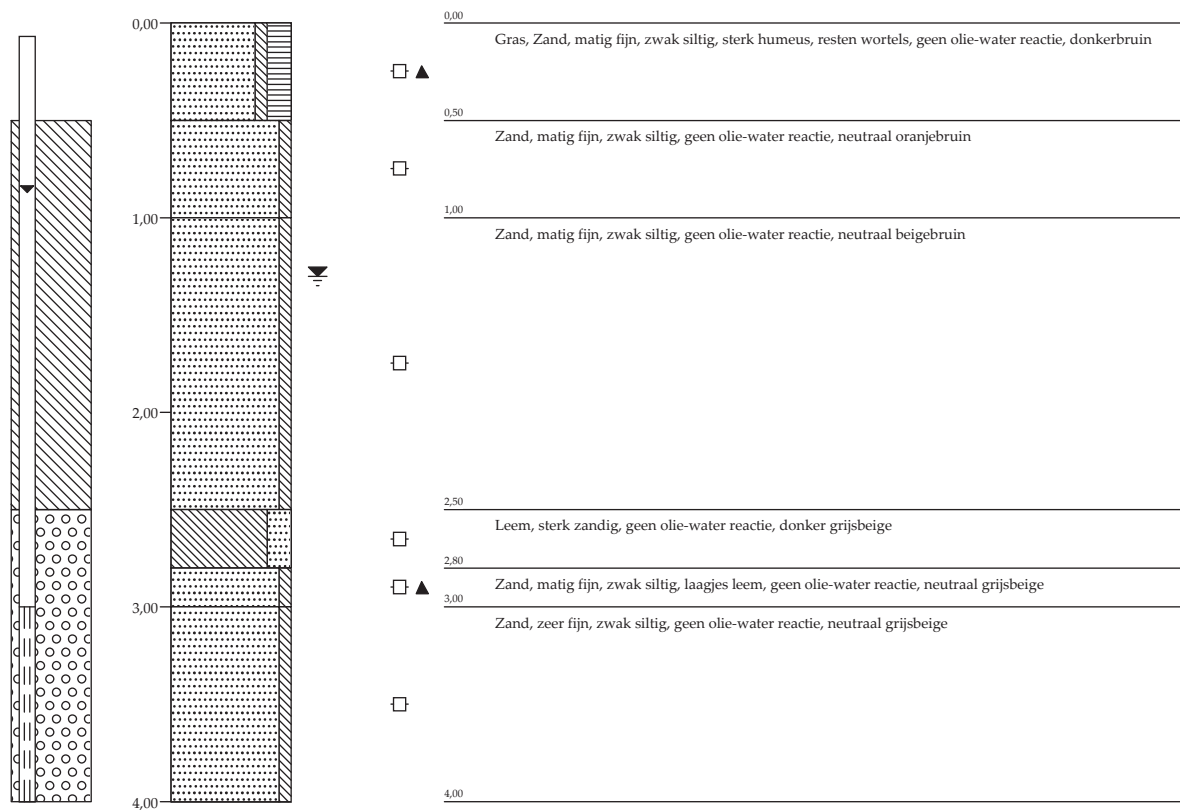 0,00
0,00
Gras, Zand, matig fijn, zwak siltig, sterk humeus, resten wortels, geen olie-water reactie, donkerbruin
0,50
Zand, matig fijn, zwak siltig, geen olie-water reactie, neutraal oranjebruin
1,00
1,00
Zand, matig fijn, zwak siltig, geen olie-water reactie, neutraal beigebruin
2,00
2,50
Leem, sterk zandig, geen olie-water reactie, donker grijsbeige
2,80
Zand, matig fijn, zwak siltig, laagjes leem, geen olie-water reactie, neutraal grijsbeige
3,00
3,00
Zand, zeer fijn, zwak siltig, geen olie-water reactie, neutraal grijsbeige
4,00
4,00